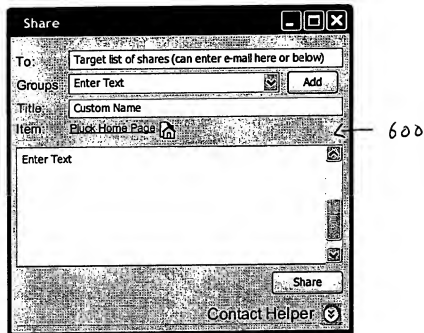 Share
To: Target list of shares (can enter e-mail here or below)
Groups Enter Text Add
Title: Custom Name
Item: Pluck Home Page
600
Enter Text
Share
Contact Helper